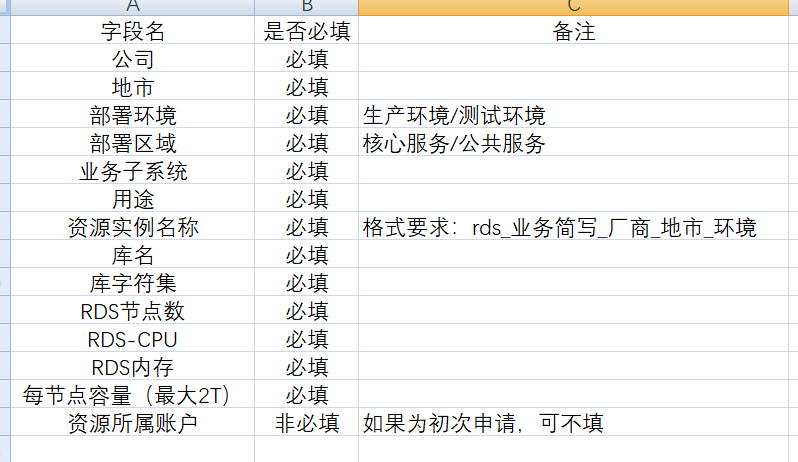 A B C
字段名 是否必填 备注
公司 必填
地市 必填
部署环境 必填 生产环境/测试环境
部署区域 必填 核心服务/公共服务
业务子系统 必填
用途 必填
资源实例名称 必填 格式要求：rds_业务简写_厂商_地市_环境
库名 必填
库字符集 必填
RDS节点数 必填
RDS-CPU 必填
RDS内存 必填
每节点容量（最大2T） 必填
资源所属账户 非必填 如果为初次申请，可不填